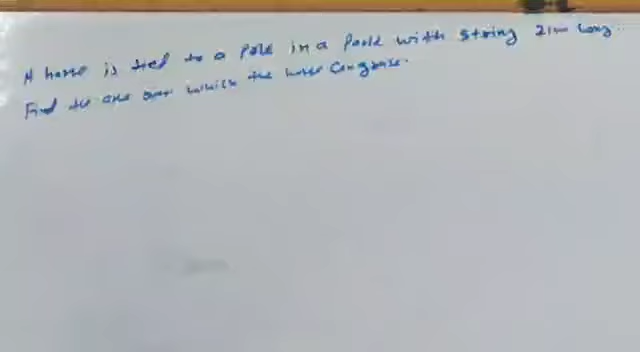 A horse is tied to a Pole in a Park with string 21m long.
Find the area over which the horse can graze.